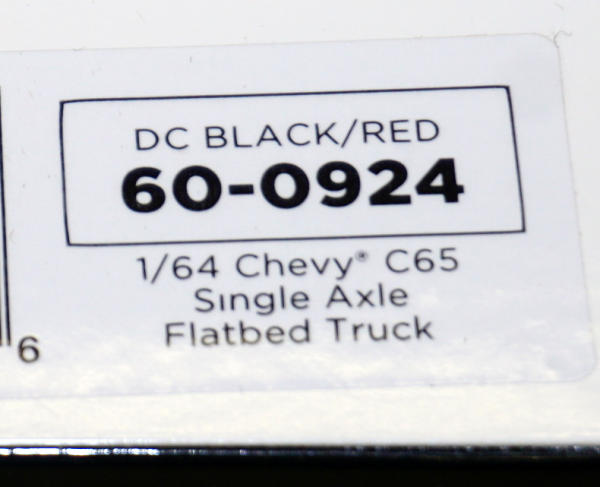 DC BLACK/RED
60-0924
1/64 Chevy® C65
Single Axle
Flatbed Truck
6